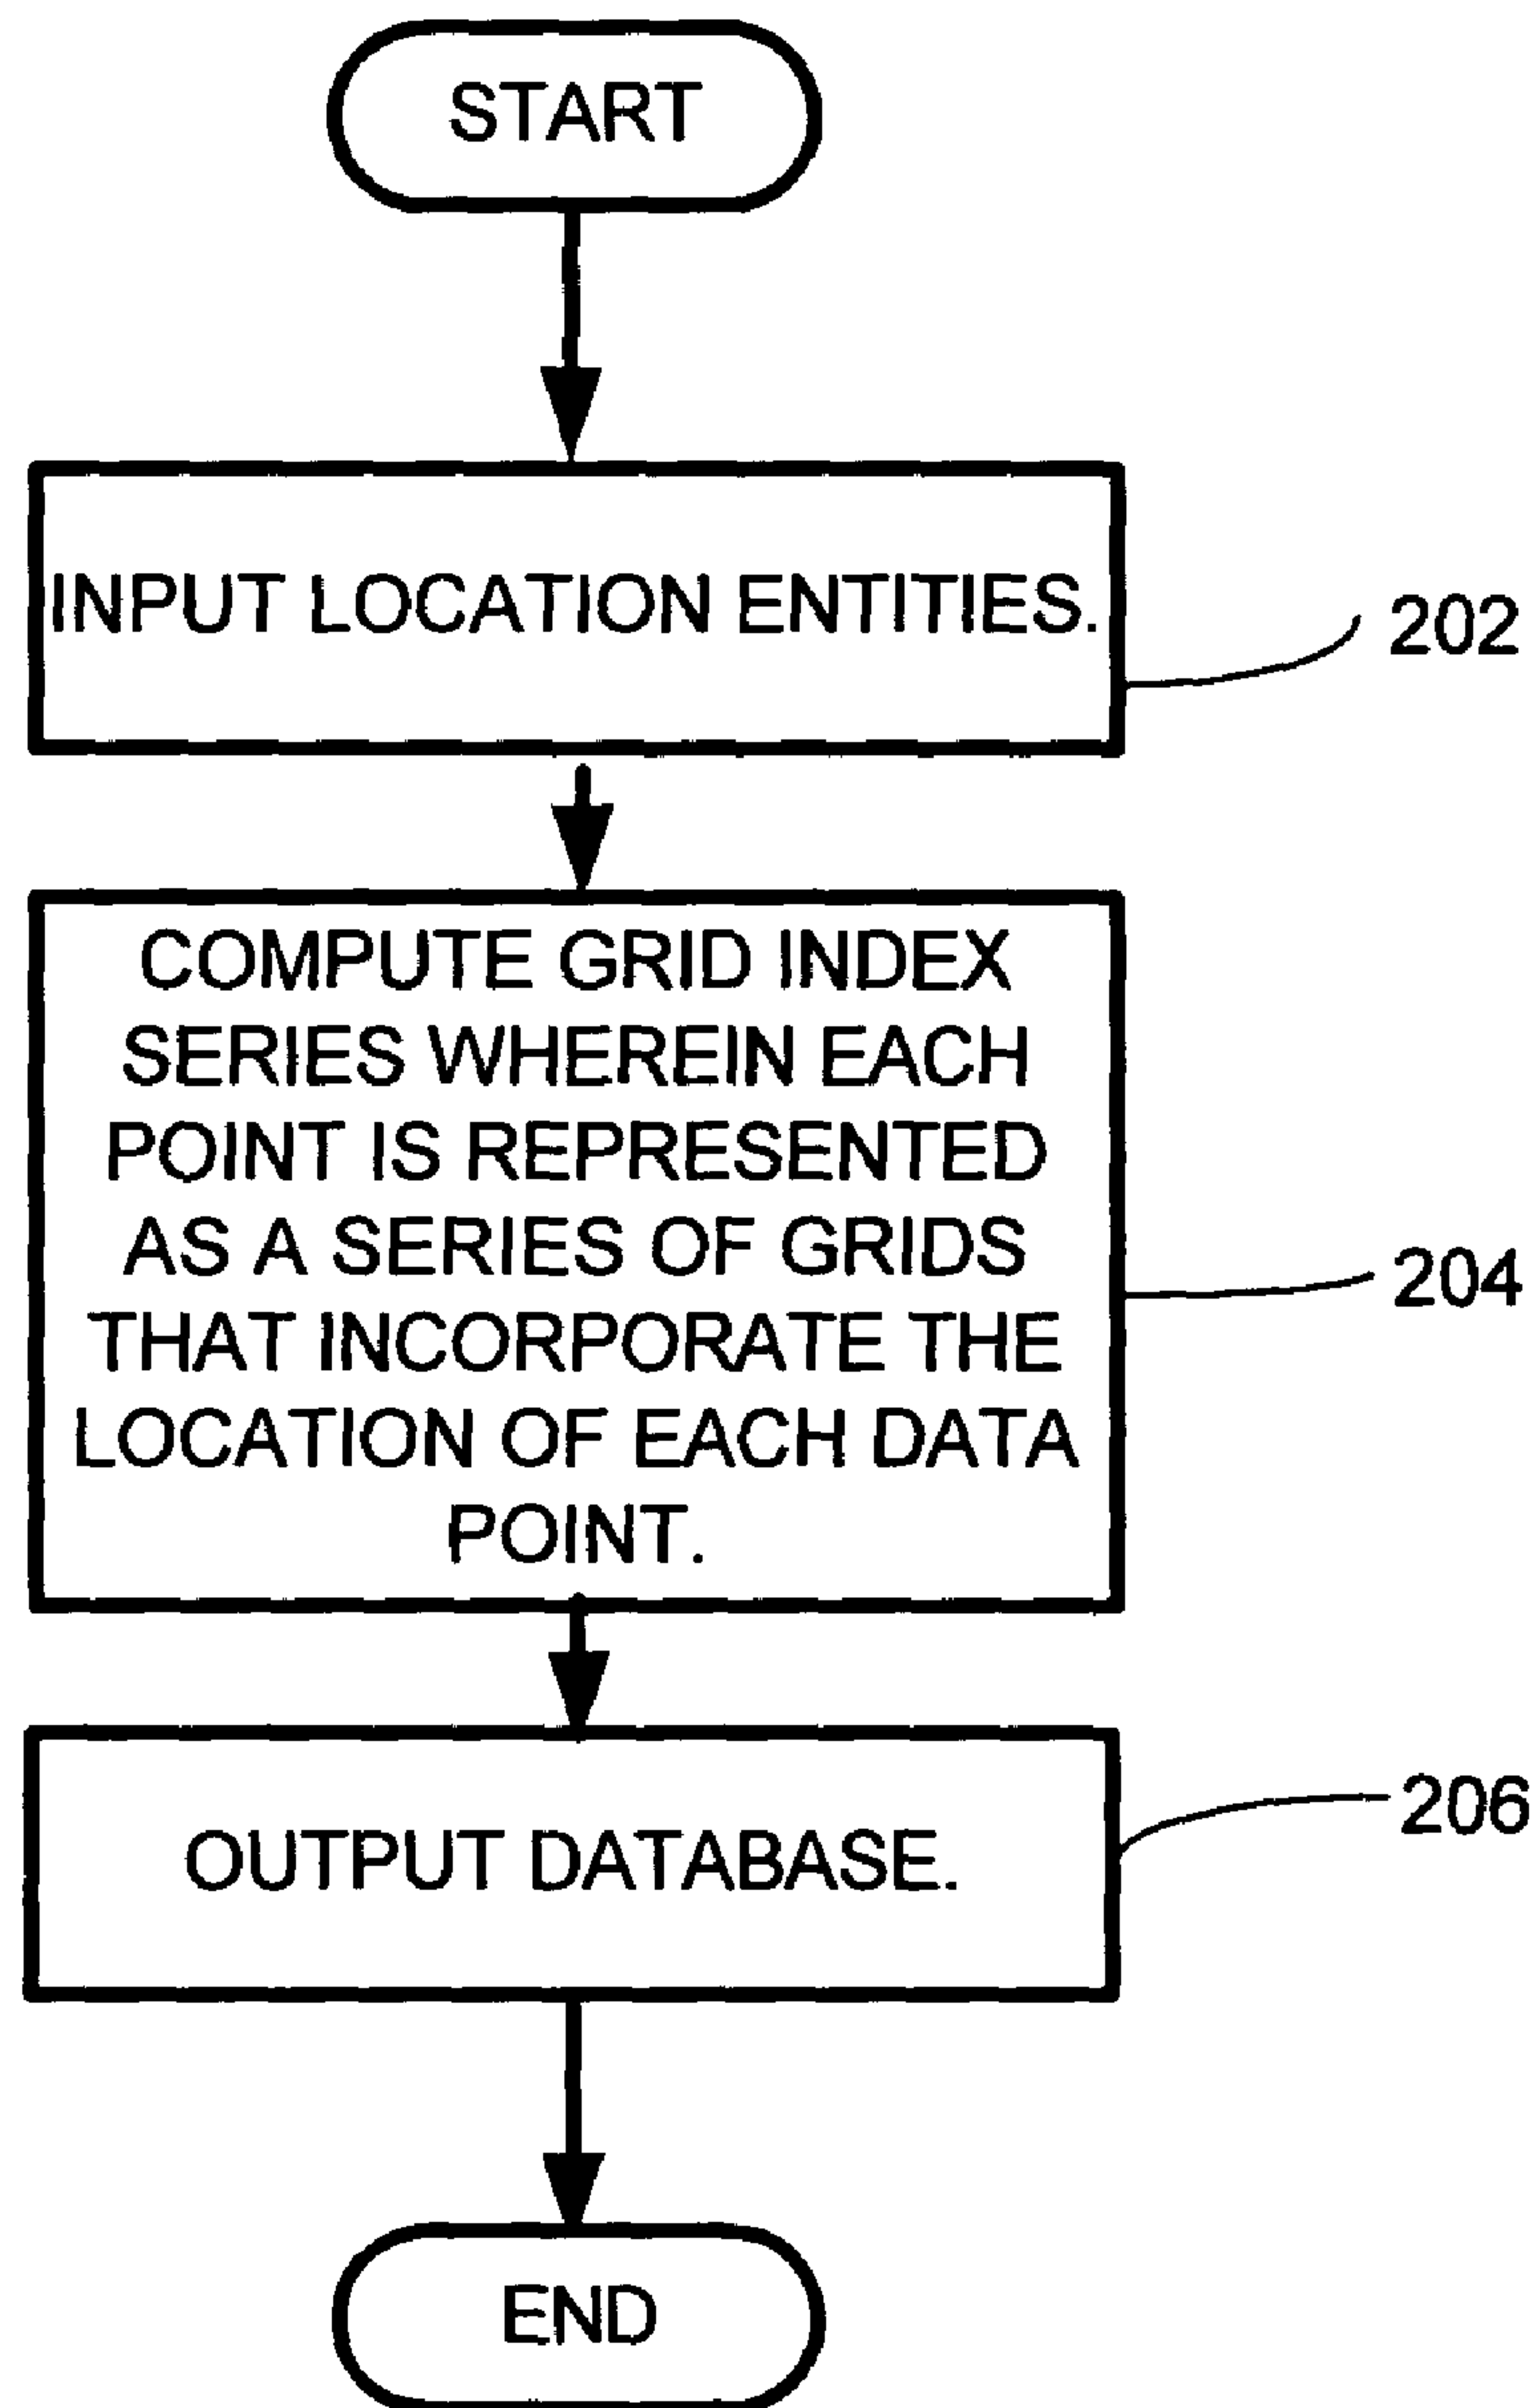 START
INPUT LOCATION ENTITIES.
202
COMPUTE GRID INDEX
SERIES WHEREIN EACH
POINT IS REPRESENTED
AS A SERIES OF GRIDS
THAT INCORPORATE THE
LOCATION OF EACH DATA
POINT.
204
OUTPUT DATABASE.
206
END